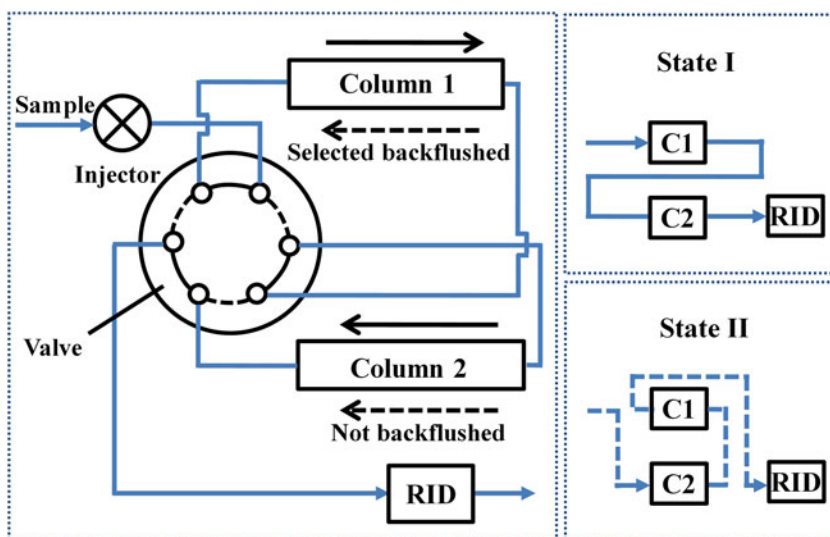 Column 1
Sample
Selected backflushed
Injector
Valve
Column 2
Not backflushed
RID
State I
C1
C2
RID
State II
C1
C2
RID